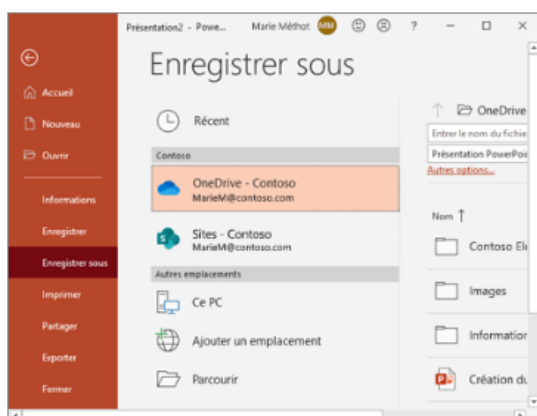 Présentation2 - Powe... Marie Méthot MM ?
Enregistrer sous
Accueil
Nouveau
Ouvrir
Informations
Enregistrer
Enregistrer sous
Imprimer
Partager
Exporter
Fermer
Récent
Contoso
OneDrive - Contoso
MarieM@contoso.com
Sites - Contoso
MarieM@contoso.com
Autres emplacements
Ce PC
Ajouter un emplacement
Parcourir
OneDrive
Entrer le nom du fichie
Présentation PowerPoi
Autres options...
Nom ↑
Contoso Ele
Images
Information
Création du